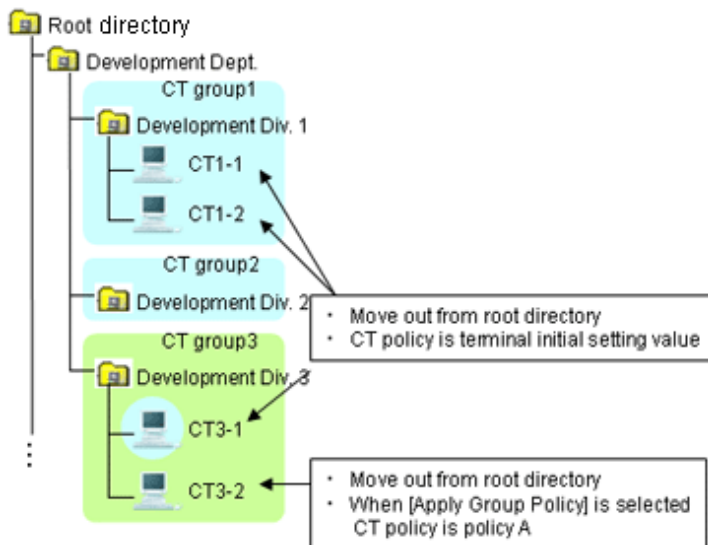 Root directory
Development Dept.
CT group1
Development Div. 1
CT1-1
CT1-2
CT group2
Development Div. 2
・ Move out from root directory
・ CT policy is terminal initial setting value
CT group3
Development Div. 3
CT3-1
CT3-2
・ Move out from root directory
・ When [Apply Group Policy] is selected
CT policy is policy A